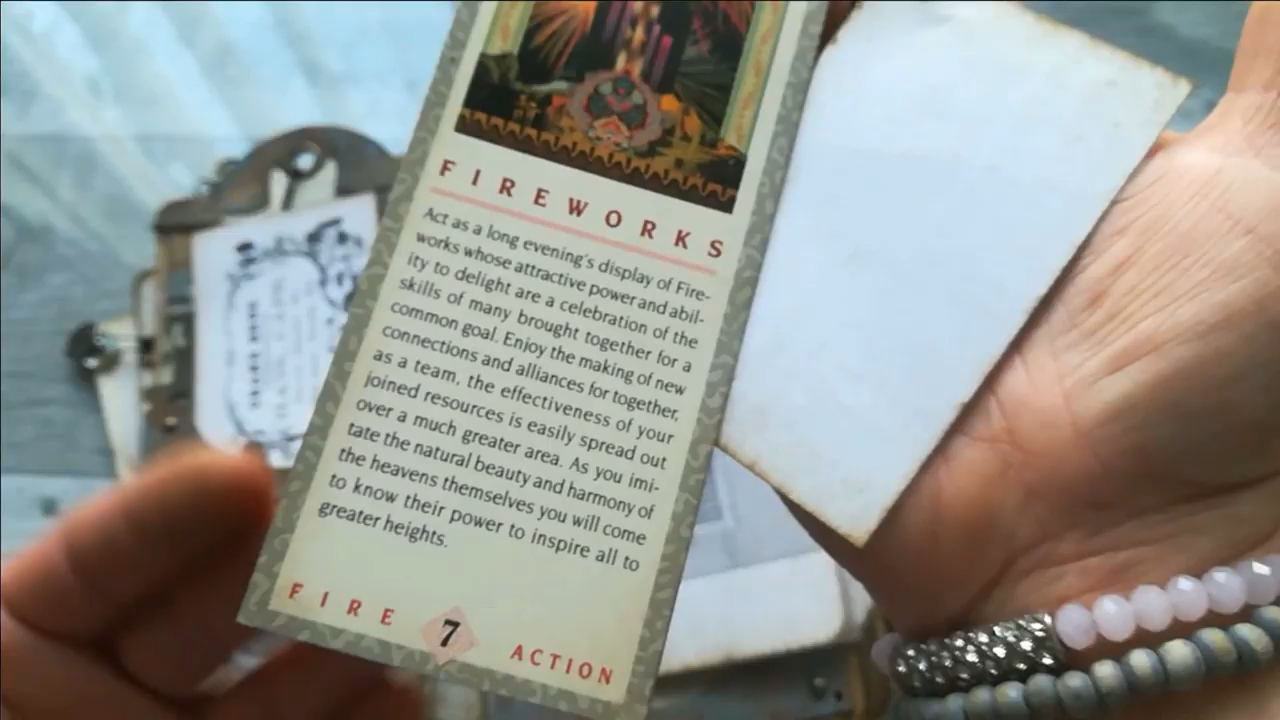 FIREWORKS
Act as a long evening's display of Fire-
works whose attractive power and abil-
ity to delight are a celebration of the
skills of many brought together for a
common goal. Enjoy the making of new
connections and alliances for together,
as a team, the effectiveness of your
joined resources is easily spread out
over a much greater area. As you imi-
tate the natural beauty and harmony of
the heavens themselves you will come
to know their power to inspire all to
greater heights.
FIRE 7 ACTION